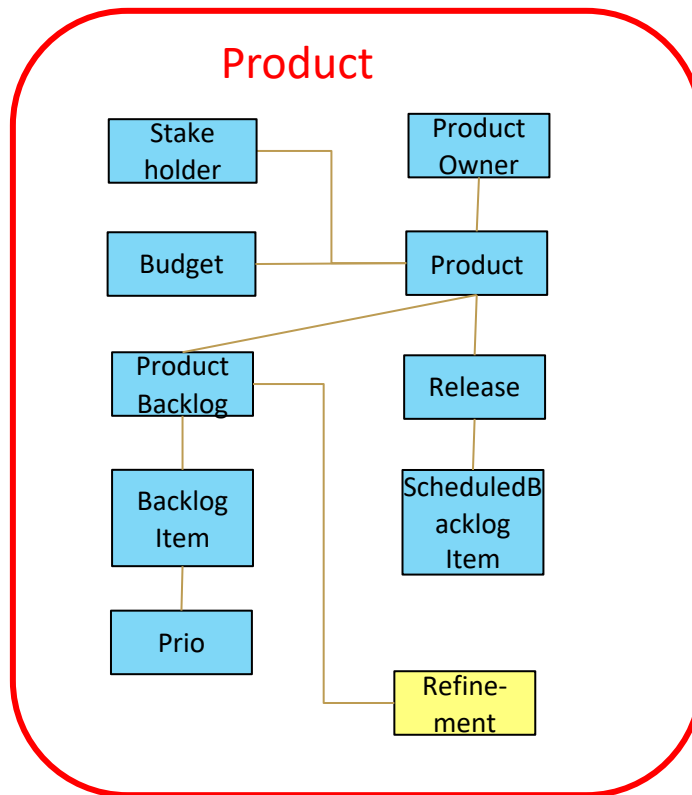 Product
Stake
holder
Product
Owner
Budget
Product
Product
Backlog
Release
Backlog
Item
ScheduledB
acklog
Item
Prio
Refine-
ment